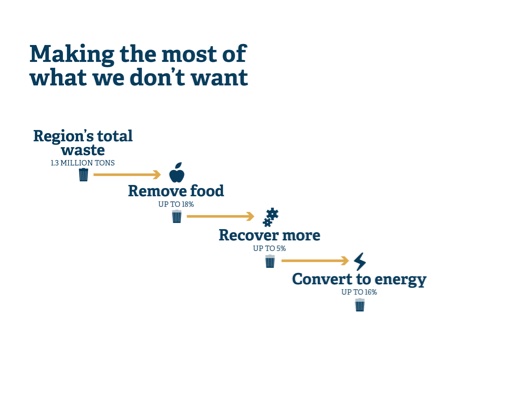 Making the most of
what we don't want
Region's total
waste
1.3 MILLION TONS
Remove food
UP TO 18%
Recover more
UP TO 5%
Convert to energy
UP TO 16%